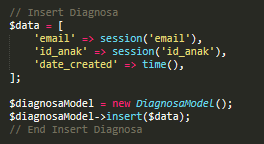 // Insert Diagnosa
$data = [
    'email' => session('email'),
    'id_anak' => session('id_anak'),
    'date_created' => time(),
];

$diagnosaModel = new DiagnosaModel();
$diagnosaModel->insert($data);
// End Insert Diagnosa